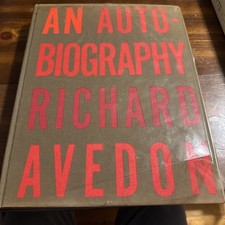 AN AUTO-
BIOGRAPHY
RICHARD
AVEDON